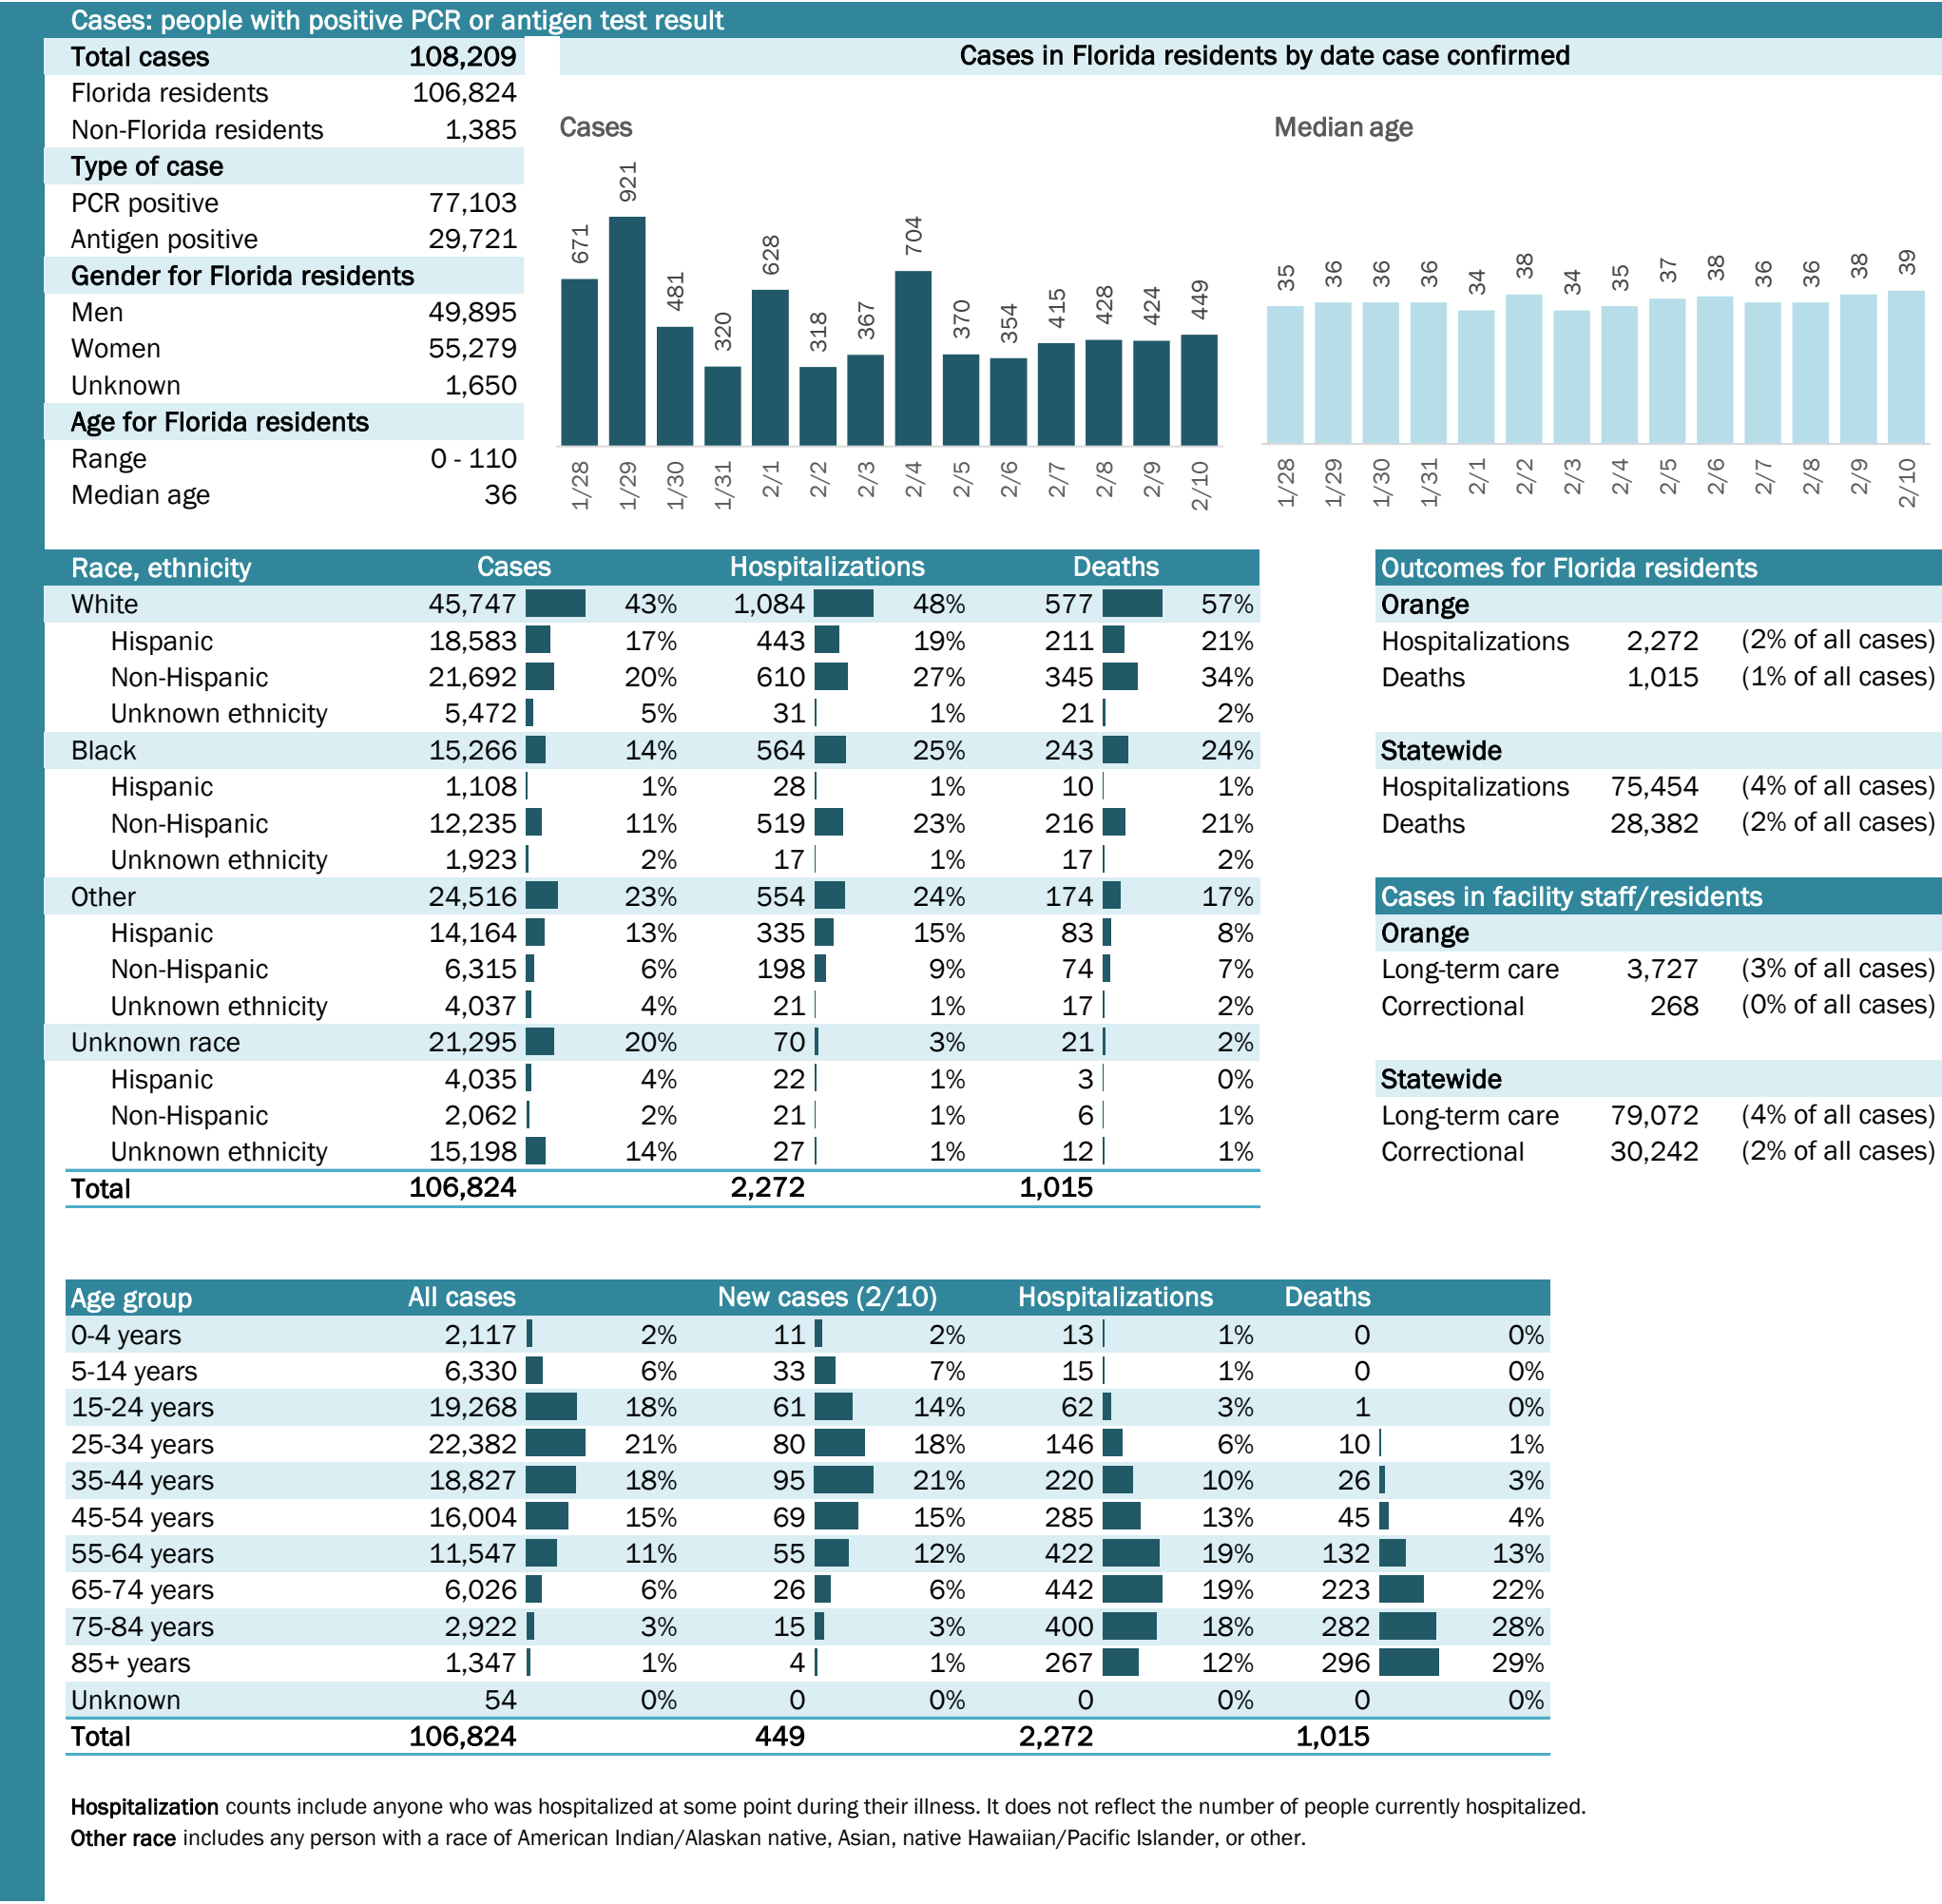 Cases: people with positive PCR or antigen test result
Total cases 108,209
Florida residents 106,824
Non-Florida residents 1,385
Type of case
PCR positive 77,103
Antigen positive 29,721
Gender for Florida residents
Men 49,895
Women 55,279
Unknown 1,650
Age for Florida residents
Range 0 - 110
Median age 36
Cases in Florida residents by date case confirmed
Cases
671 921 481 320 628 318 367 704 370 354 415 428 424 449
1/28 1/29 1/30 1/31 2/1 2/2 2/3 2/4 2/5 2/6 2/7 2/8 2/9 2/10
Median age
35 36 36 36 34 38 34 35 37 38 36 36 38 39
1/28 1/29 1/30 1/31 2/1 2/2 2/3 2/4 2/5 2/6 2/7 2/8 2/9 2/10
Race, ethnicity Cases Hospitalizations Deaths
White 45,747 43% 1,084 48% 577 57%
Hispanic 18,583 17% 443 19% 211 21%
Non-Hispanic 21,692 20% 610 27% 345 34%
Unknown ethnicity 5,472 5% 31 1% 21 2%
Black 15,266 14% 564 25% 243 24%
Hispanic 1,108 1% 28 1% 10 1%
Non-Hispanic 12,235 11% 519 23% 216 21%
Unknown ethnicity 1,923 2% 17 1% 17 2%
Other 24,516 23% 554 24% 174 17%
Hispanic 14,164 13% 335 15% 83 8%
Non-Hispanic 6,315 6% 198 9% 74 7%
Unknown ethnicity 4,037 4% 21 1% 17 2%
Unknown race 21,295 20% 70 3% 21 2%
Hispanic 4,035 4% 22 1% 3 0%
Non-Hispanic 2,062 2% 21 1% 6 1%
Unknown ethnicity 15,198 14% 27 1% 12 1%
Total 106,824 2,272 1,015
Outcomes for Florida residents
Orange
Hospitalizations 2,272 (2% of all cases)
Deaths 1,015 (1% of all cases)
Statewide
Hospitalizations 75,454 (4% of all cases)
Deaths 28,382 (2% of all cases)
Cases in facility staff/residents
Orange
Long-term care 3,727 (3% of all cases)
Correctional 268 (0% of all cases)
Statewide
Long-term care 79,072 (4% of all cases)
Correctional 30,242 (2% of all cases)
Age group All cases New cases (2/10) Hospitalizations Deaths
0-4 years 2,117 2% 11 2% 13 1% 0 0%
5-14 years 6,330 6% 33 7% 15 1% 0 0%
15-24 years 19,268 18% 61 14% 62 3% 1 0%
25-34 years 22,382 21% 80 18% 146 6% 10 1%
35-44 years 18,827 18% 95 21% 220 10% 26 3%
45-54 years 16,004 15% 69 15% 285 13% 45 4%
55-64 years 11,547 11% 55 12% 422 19% 132 13%
65-74 years 6,026 6% 26 6% 442 19% 223 22%
75-84 years 2,922 3% 15 3% 400 18% 282 28%
85+ years 1,347 1% 4 1% 267 12% 296 29%
Unknown 54 0% 0 0% 0 0% 0 0%
Total 106,824 449 2,272 1,015
Hospitalization counts include anyone who was hospitalized at some point during their illness. It does not reflect the number of people currently hospitalized.
Other race includes any person with a race of American Indian/Alaskan native, Asian, native Hawaiian/Pacific Islander, or other.